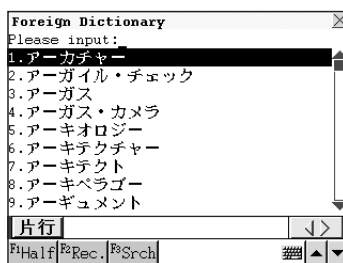 Foreign Dictionary
Please input:_
1.アーカチャー
2.アーガイル・チェック
3.アーガス
4.アーガス・カメラ
5.アーキオロジー
6.アーキテクチャー
7.アーキテクト
8.アーキペラゴー
9.アーギュメント
片行
F1Half F2Rec. F3Srch